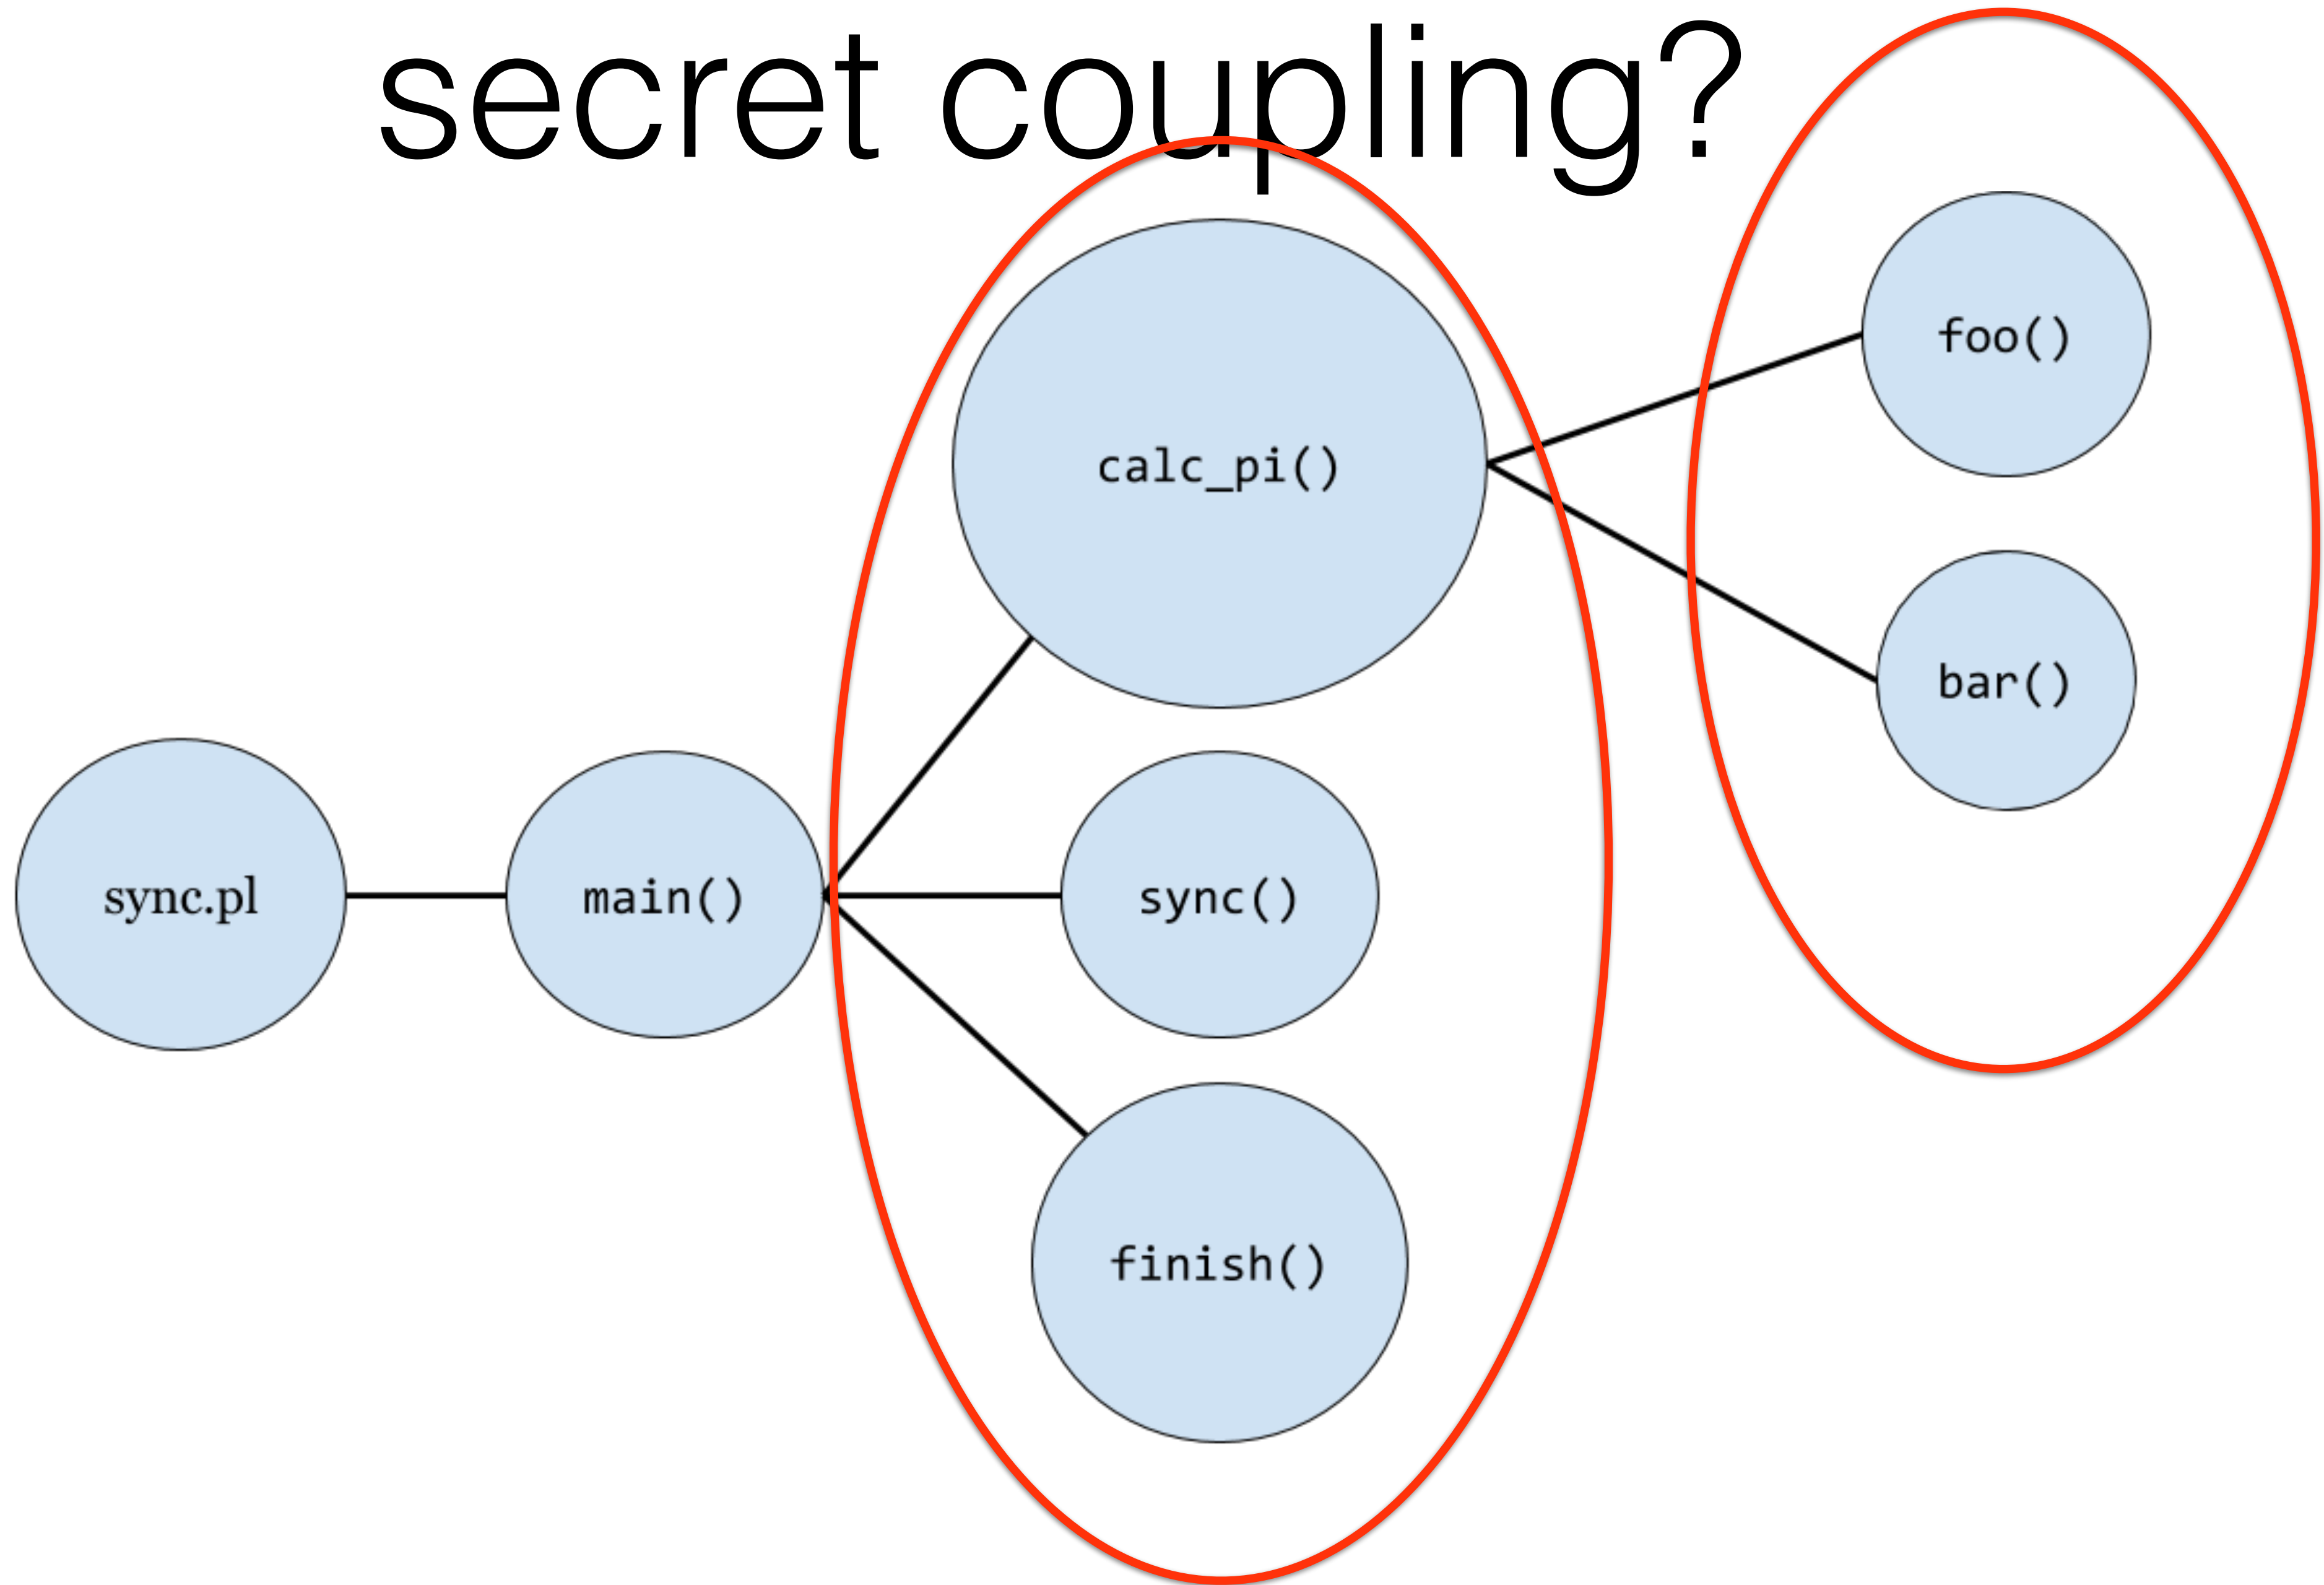 secret coupling?
foo()
calc_pi()
bar()
sync.pl
main()
sync()
finish()